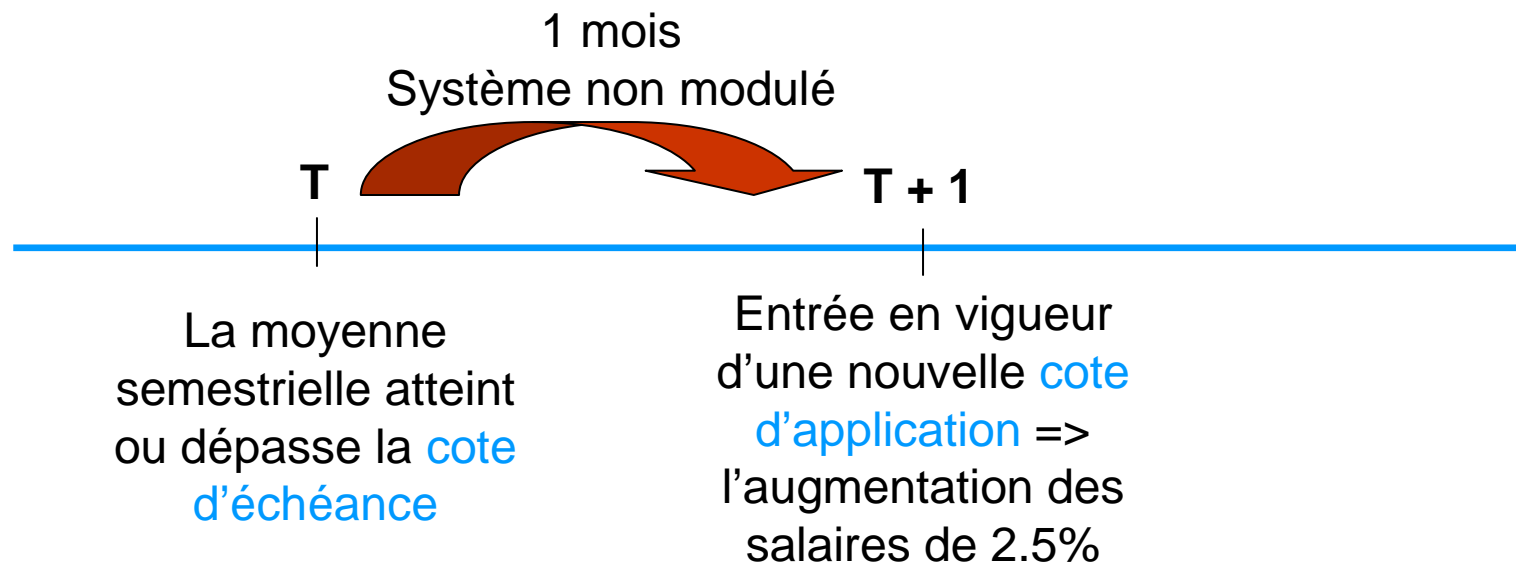 1 mois
Système non modulé
T
T + 1
La moyenne
semestrielle atteint
ou dépasse la cote
d'échéance
Entrée en vigueur
d'une nouvelle cote
d'application =>
l'augmentation des
salaires de 2.5%